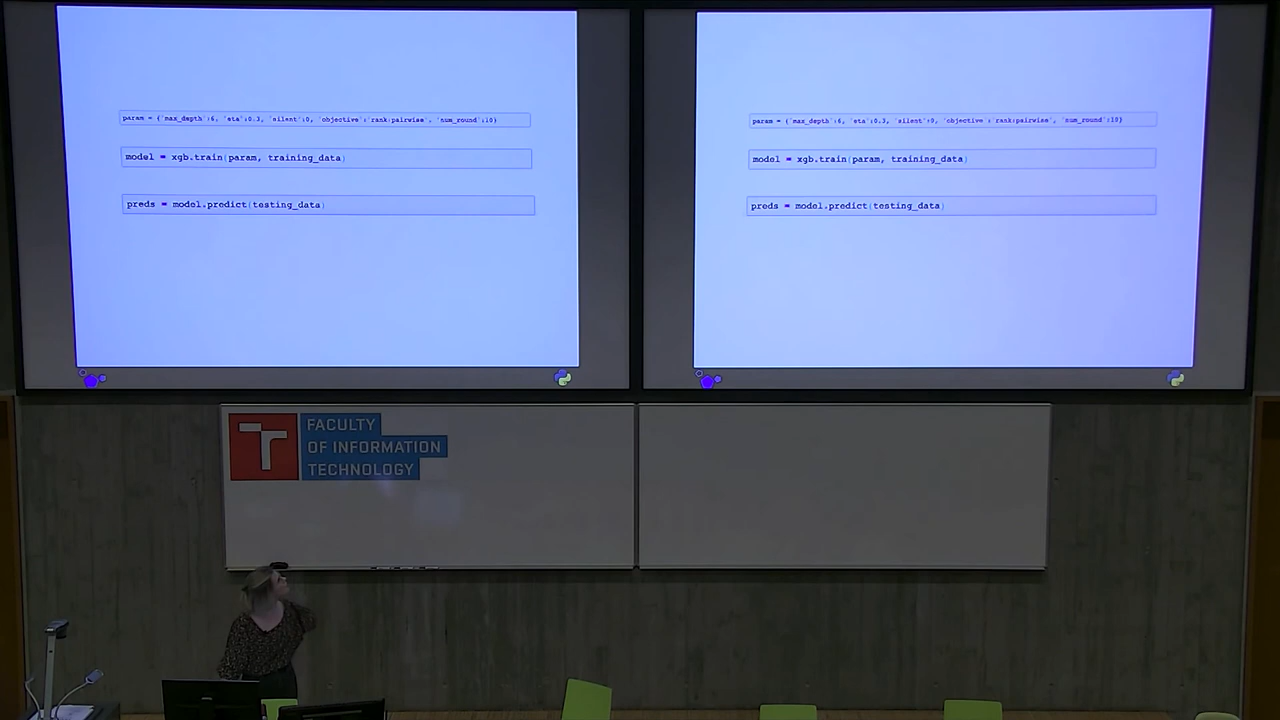 param = {'max_depth':6, 'eta':0.3, 'silent':0, 'objective':'rank:pairwise', 'num_round':10}
model = xgb.train(param, training_data)
preds = model.predict(testing_data)
param = {'max_depth':6, 'eta':0.3, 'silent':0, 'objective':'rank:pairwise', 'num_round':10}
model = xgb.train(param, training_data)
preds = model.predict(testing_data)
T FACULTY
OF INFORMATION
TECHNOLOGY